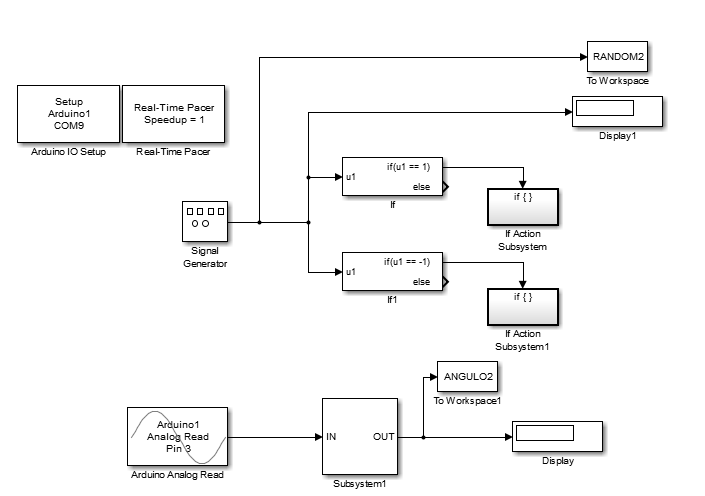 RANDOM2
To Workspace
Setup
Arduino1
COM9
Arduino IO Setup
Real-Time Pacer
Speedup = 1
Real-Time Pacer
Display1
u1
if(u1 == 1)
else
If
if { }
If Action
Subsystem
Signal
Generator
u1
if(u1 == -1)
else
If1
if { }
If Action
Subsystem1
ANGULO2
To Workspace1
Arduino1
Analog Read
Pin 3
Arduino Analog Read
IN
OUT
Subsystem1
Display